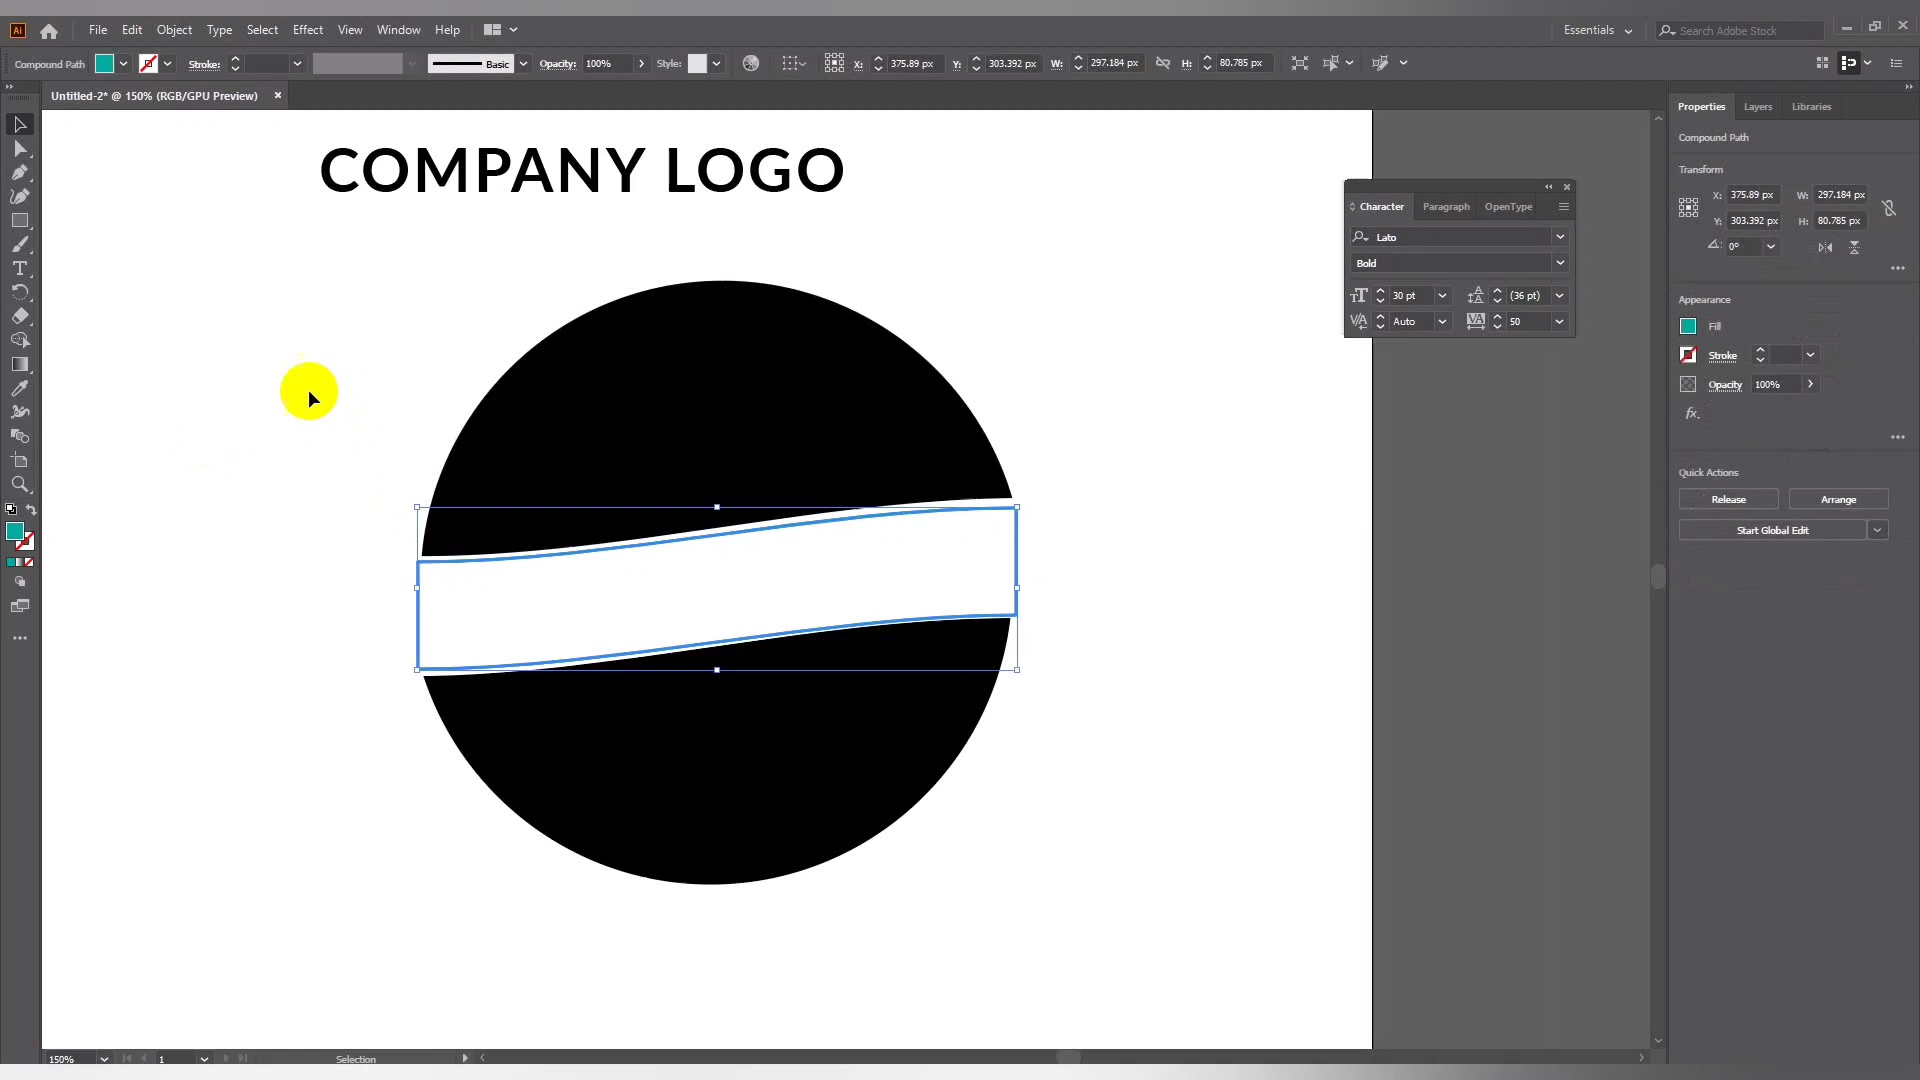 Ai File Edit Object Type Select Effect View Window Help Essentials Search Adobe Stock
Compound Path Stroke: Basic Opacity: 100% Style: X: 375.89 px Y: 303.392 px W: 297.184 px H: 80.785 px
Untitled-2* @ 150% (RGB/GPU Preview)
COMPANY LOGO
Character Paragraph OpenType
Lato
Bold
30 pt (36 pt)
Auto 50
Properties Layers Libraries
Compound Path
Transform
X: 375.89 px W: 297.184 px
Y: 303.392 px H: 80.785 px
0°
Appearance
Fill
Stroke
Opacity 100%
fx.
Quick Actions
Release Arrange
Start Global Edit
150% 1 Selection